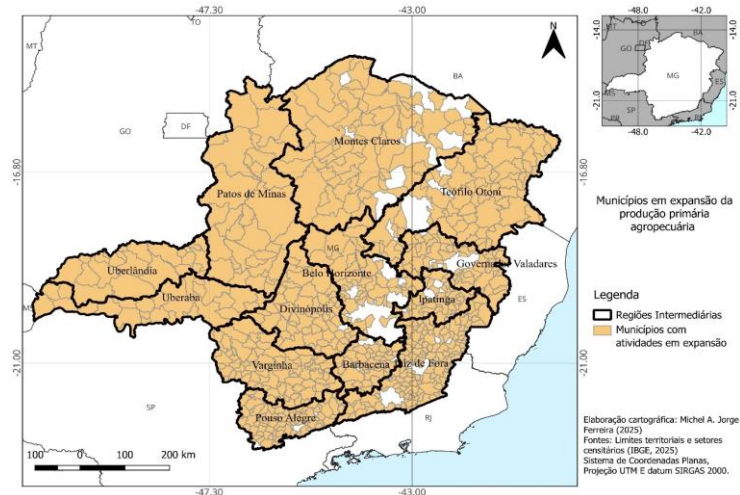 -47.30
-43.00
TO
MT
BA
GO
DF
Montes Claros
-16.80
-16.80
Patos de Minas
Teófilo Otoni
MG
Governador Valadares
Belo Horizonte
Uberlândia
Uberaba
Ipatinga
ES
Divinópolis
-21.00
-21.00
Varginha
Barbacena
Juiz de Fora
SP
Pouso Alegre
RJ
100
0
100
200 km
-47.30
-43.00
-48.0
-42.0
-14.0
-14.0
MT
BA
GO
DF
MG
ES
MS
-21.0
-21.0
SP
PR
-48.0
-42.0
Municípios em expansão da
produção primária
agropecuária
Legenda
Regiões Intermediárias
Municípios com
atividades em expansão
Elaboração cartográfica: Michel A. Jorge
Ferreira (2025)
Fontes: Limites territoriais e setores
censitários (IBGE, 2025)
Sistema de Coordenadas Planas,
Projeção UTM E datum SIRGAS 2000.